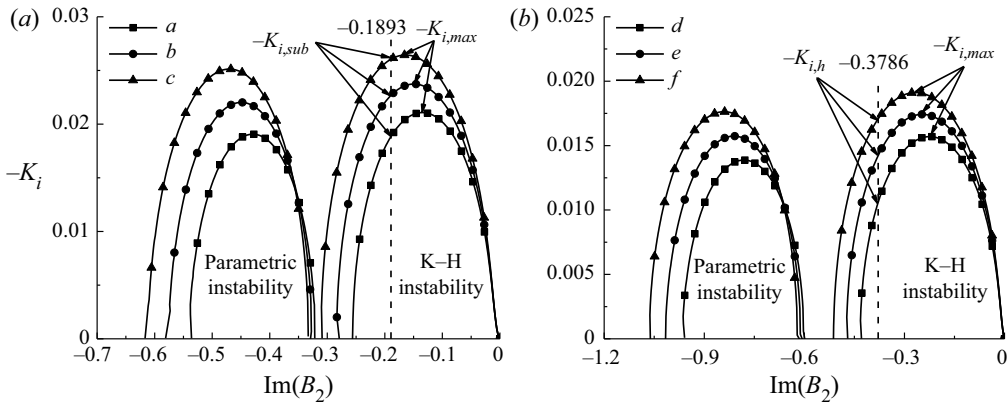 (a)
0.03
0.02
0.01
0
–K_i
a
b
c
–0.1893
–K_{i,max}
–K_{i,sub}
Parametric
instability
K–H
instability
–0.7 –0.6 –0.5 –0.4 –0.3 –0.2 –0.1 0
Im(B_2)
(b)
0.025
0.020
0.015
0.010
0.005
0
d
e
f
–K_{i,h}
–0.3786
–K_{i,max}
Parametric
instability
K–H
instability
–1.2 –0.9 –0.6 –0.3 0
Im(B_2)